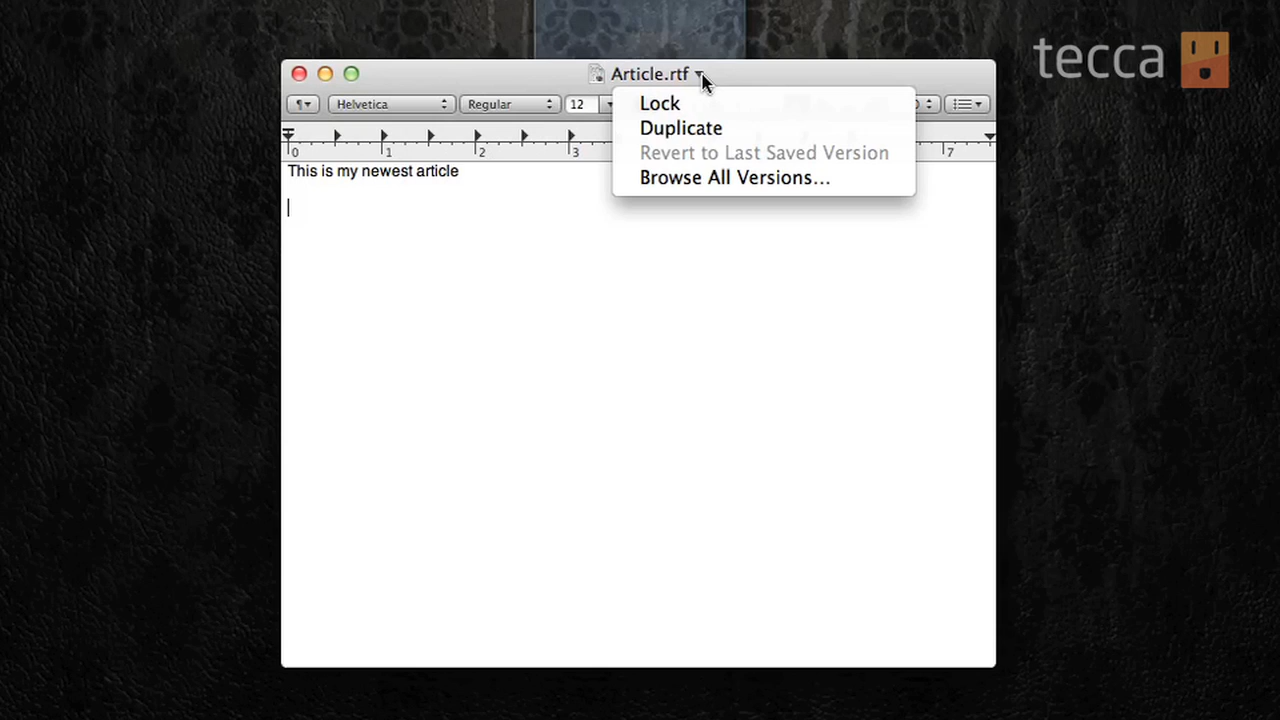 tecca
Article.rtf
Helvetica Regular 12
Lock
Duplicate
Revert to Last Saved Version
Browse All Versions...
0 1 2 3 7
This is my newest article